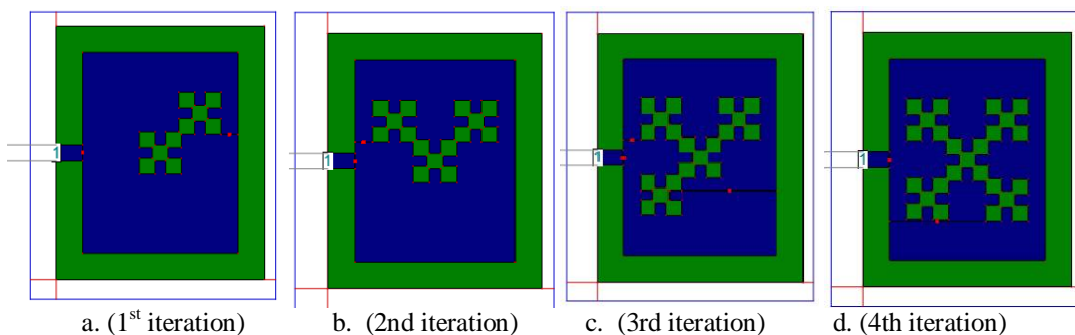 1 1 1 1
a. (1st iteration) b. (2nd iteration) c. (3rd iteration) d. (4th iteration)